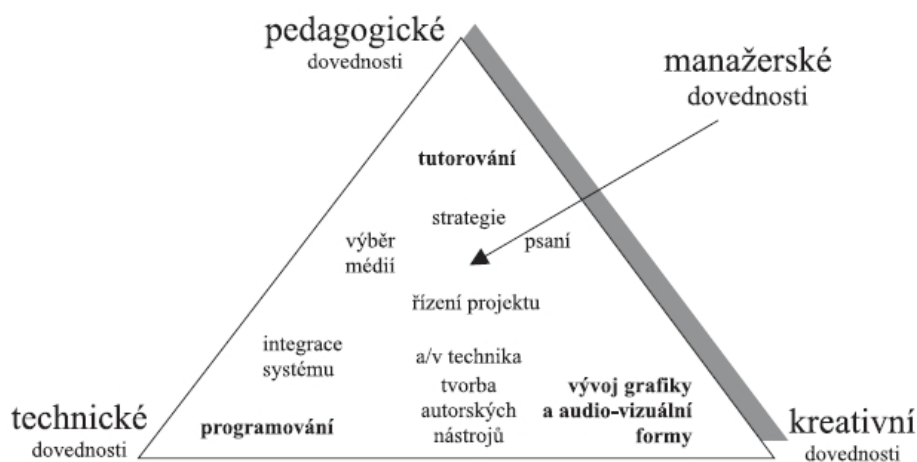 pedagogické
dovednosti
manažerské
dovednosti
tutorování
strategie
psaní
výběr
médií
řízení projektu
integrace
systému
a/v technika
tvorba
autorských
nástrojů
vývoj grafiky
a audio-vizuální
formy
programování
technické
dovednosti
kreativní
dovednosti